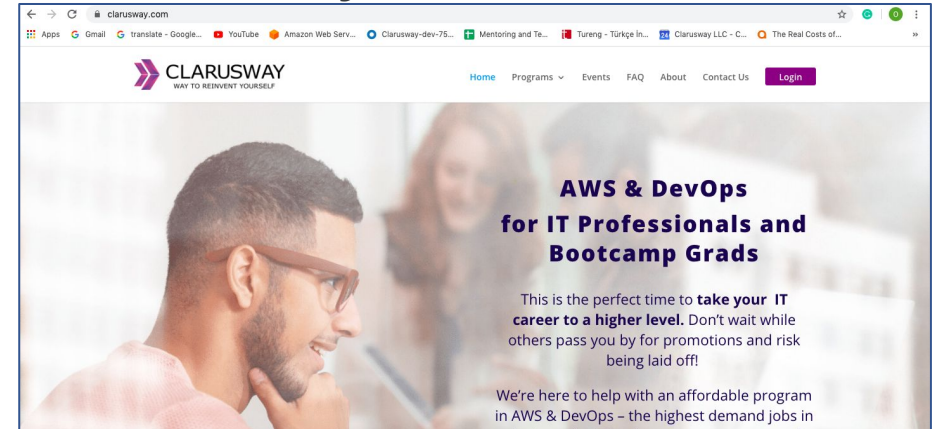 clarusway.com
Apps Gmail translate - Google... YouTube Amazon Web Serv... Clarusway-dev-75... Mentoring and Te... Tureng - Türkçe İn... 26 Clarusway LLC - C... The Real Costs of... »
CLARUSWAY
WAY TO REINVENT YOURSELF
Home Programs Events FAQ About Contact Us Login
AWS & DevOps
for IT Professionals and
Bootcamp Grads
This is the perfect time to take your IT
career to a higher level. Don't wait while
others pass you by for promotions and risk
being laid off!
We're here to help with an affordable program
in AWS & DevOps – the highest demand jobs in